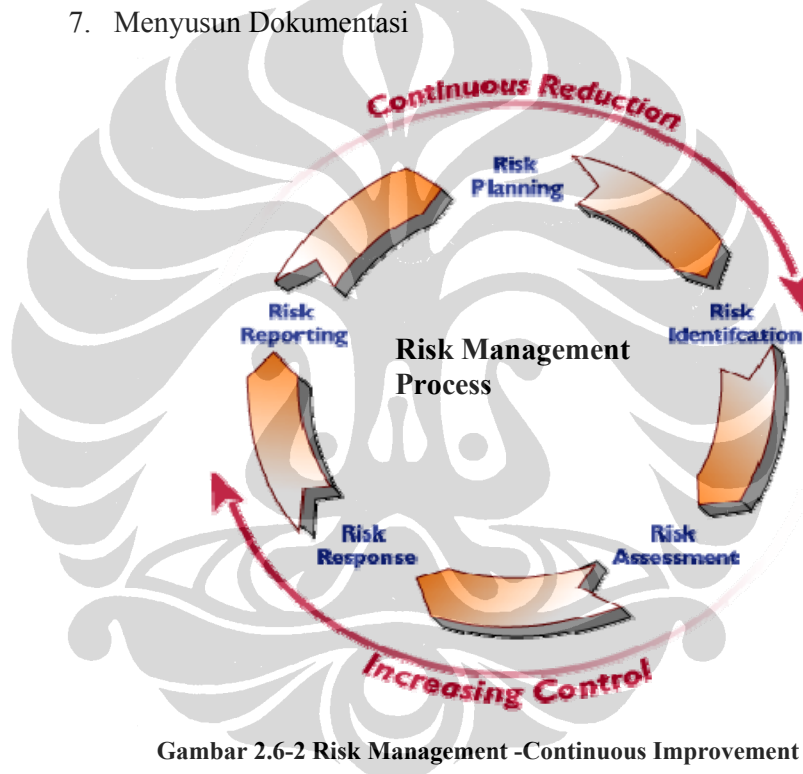 7. Menyusun Dokumentasi
Continuous Reduction
Risk
Planning
Risk
Identifcation
Risk
Reporting
Risk Management
Process
Risk
Response
Risk
Assessment
Increasing Control
Gambar 2.6-2 Risk Management -Continuous Improvement